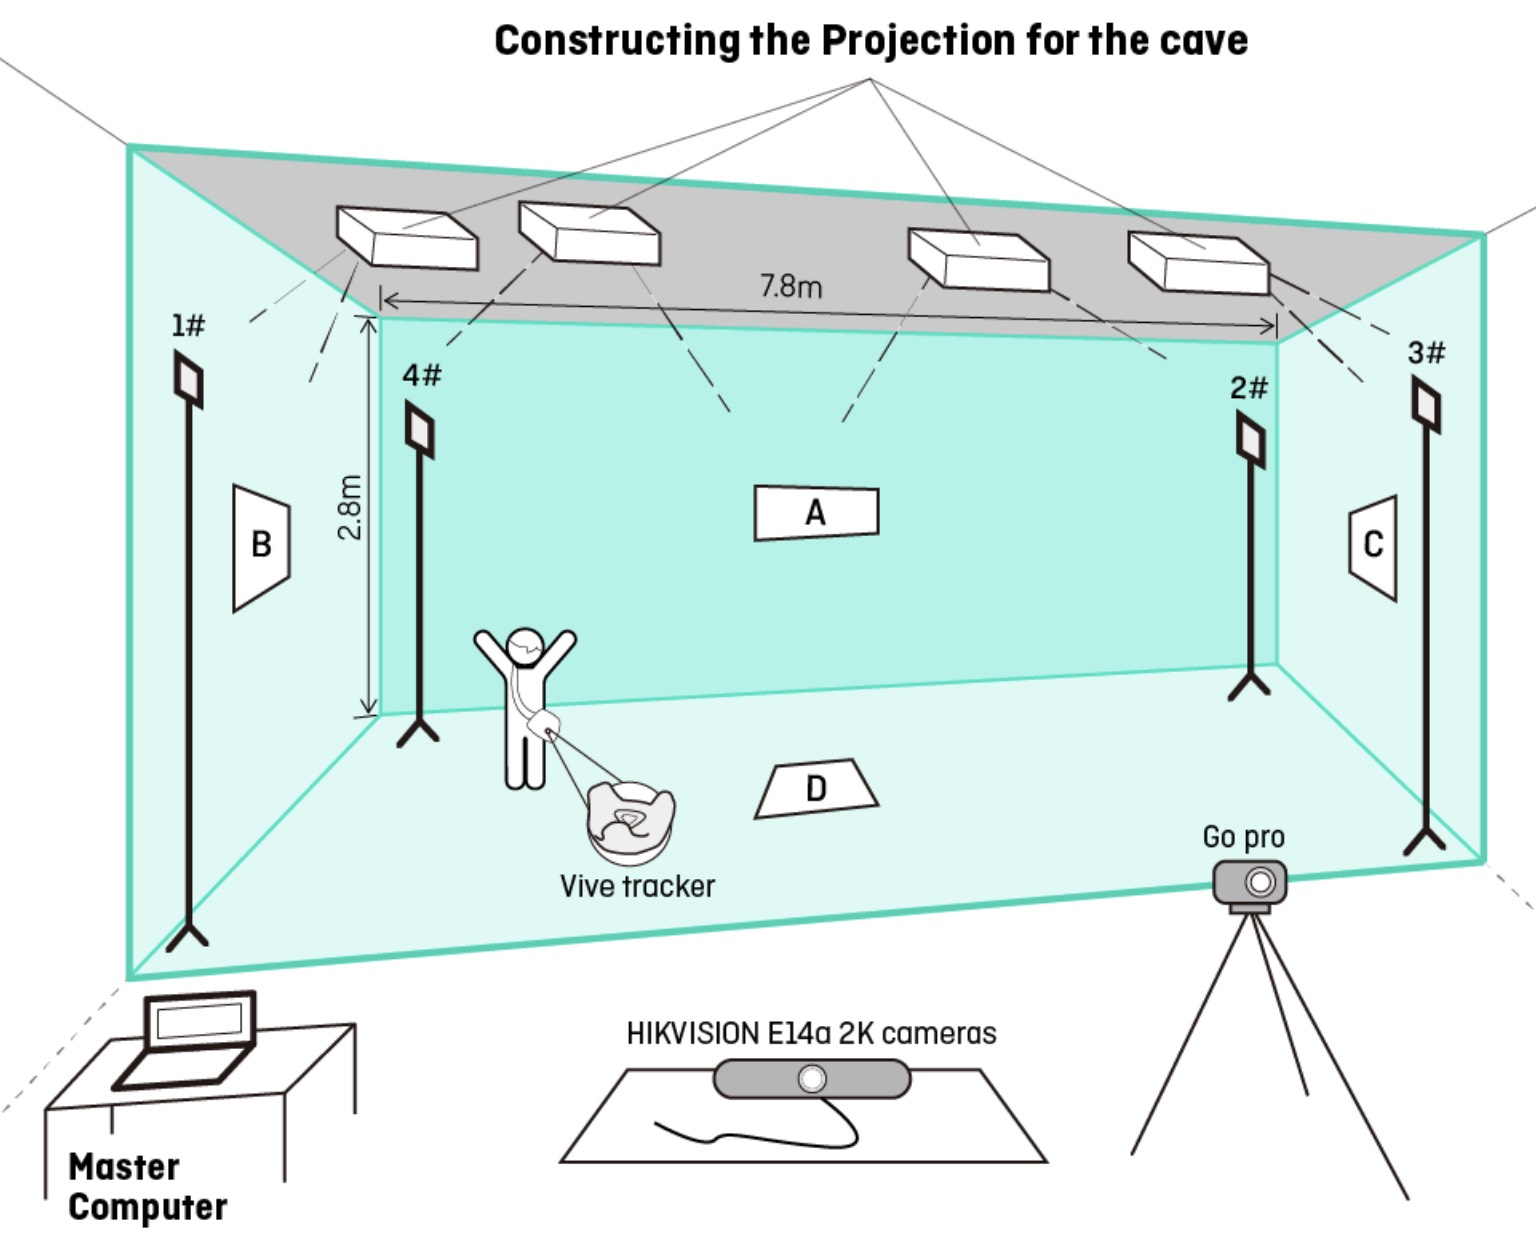 Constructing the Projection for the cave
7.8m
1#
3#
4#
2#
2.8m
A
B
C
D
Go pro
Vive tracker
HIKVISION E14a 2K cameras
Master
Computer